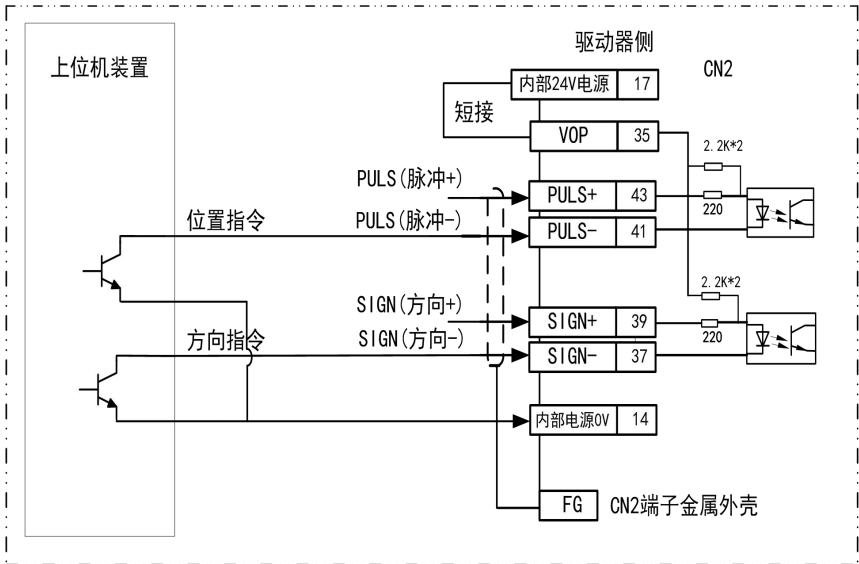 驱动器侧
上位机装置
CN2
内部24V电源 17
短接
VOP 35
2.2K*2
PULS(脉冲+)
PULS+ 43
220
位置指令
PULS(脉冲-)
PULS- 41
2.2K*2
SIGN(方向+)
SIGN+ 39
220
方向指令
SIGN(方向-)
SIGN- 37
内部电源0V 14
FG
CN2端子金属外壳